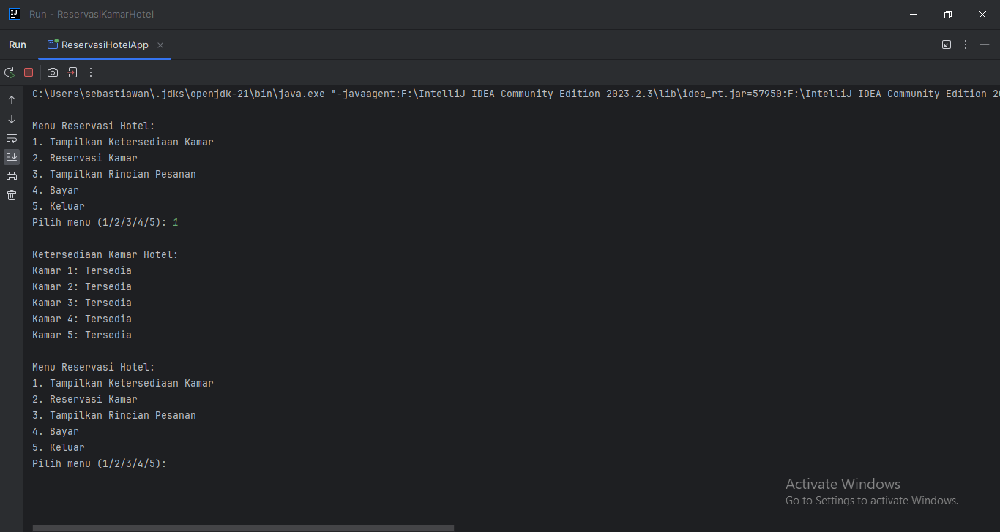 Run - ReservasiKamarHotel
Run
ReservasiHotelApp
C:\Users\sebastiawan\.jdks\openjdk-21\bin\java.exe "-javaagent:F:\IntelliJ IDEA Community Edition 2023.2.3\lib\idea_rt.jar=57950:F:\IntelliJ IDEA Community Edition 20
Menu Reservasi Hotel:
1. Tampilkan Ketersediaan Kamar
2. Reservasi Kamar
3. Tampilkan Rincian Pesanan
4. Bayar
5. Keluar
Pilih menu (1/2/3/4/5): 1
Ketersediaan Kamar Hotel:
Kamar 1: Tersedia
Kamar 2: Tersedia
Kamar 3: Tersedia
Kamar 4: Tersedia
Kamar 5: Tersedia
Menu Reservasi Hotel:
1. Tampilkan Ketersediaan Kamar
2. Reservasi Kamar
3. Tampilkan Rincian Pesanan
4. Bayar
5. Keluar
Pilih menu (1/2/3/4/5):
Activate Windows
Go to Settings to activate Windows.